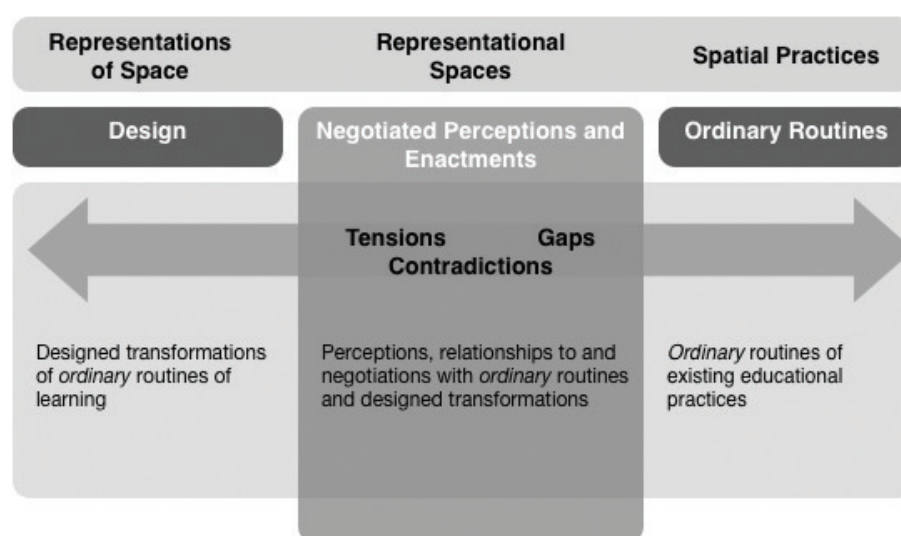 Representations
of Space
Representational
Spaces
Spatial Practices
Design
Negotiated Perceptions and
Enactments
Ordinary Routines
Tensions Gaps
Contradictions
Designed transformations
of ordinary routines of
learning
Perceptions, relationships to and
negotiations with ordinary routines
and designed transformations
Ordinary routines of
existing educational
practices